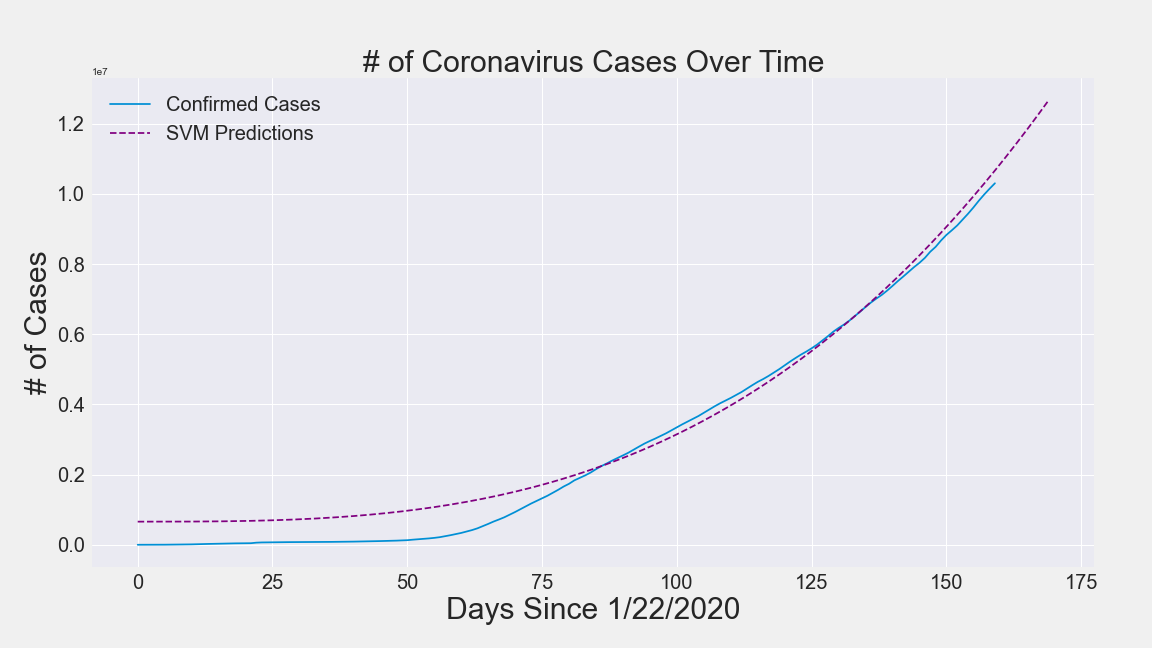 # of Coronavirus Cases Over Time
1e7
Confirmed Cases
SVM Predictions
1.2
1.0
0.8
0.6
0.4
0.2
0.0
# of Cases
0 25 50 75 100 125 150 175
Days Since 1/22/2020